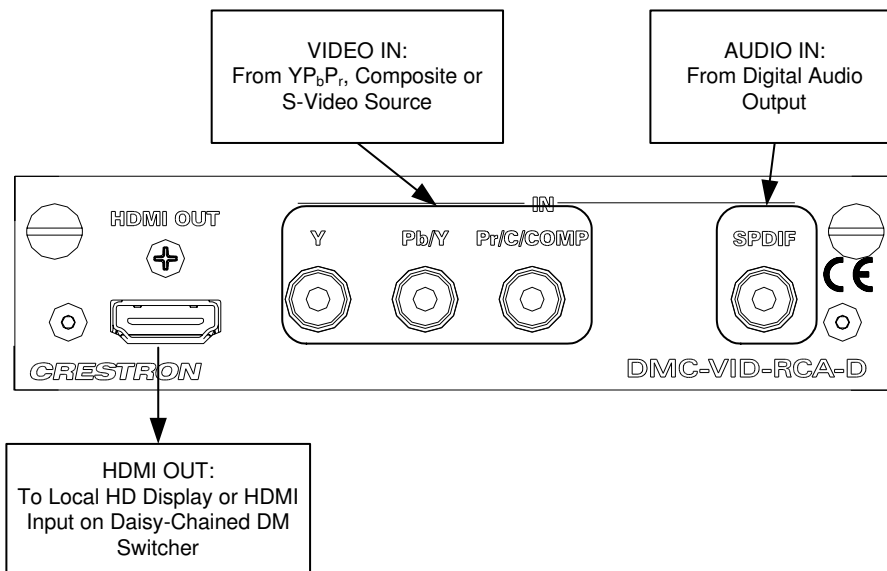 VIDEO IN:
From YPbPr, Composite or
S-Video Source
AUDIO IN:
From Digital Audio
Output
HDMI OUT
IN
Y
Pb/Y
Pr/C/COMP
SPDIF
CE
CRESTRON
DMC-VID-RCA-D
HDMI OUT:
To Local HD Display or HDMI
Input on Daisy-Chained DM
Switcher